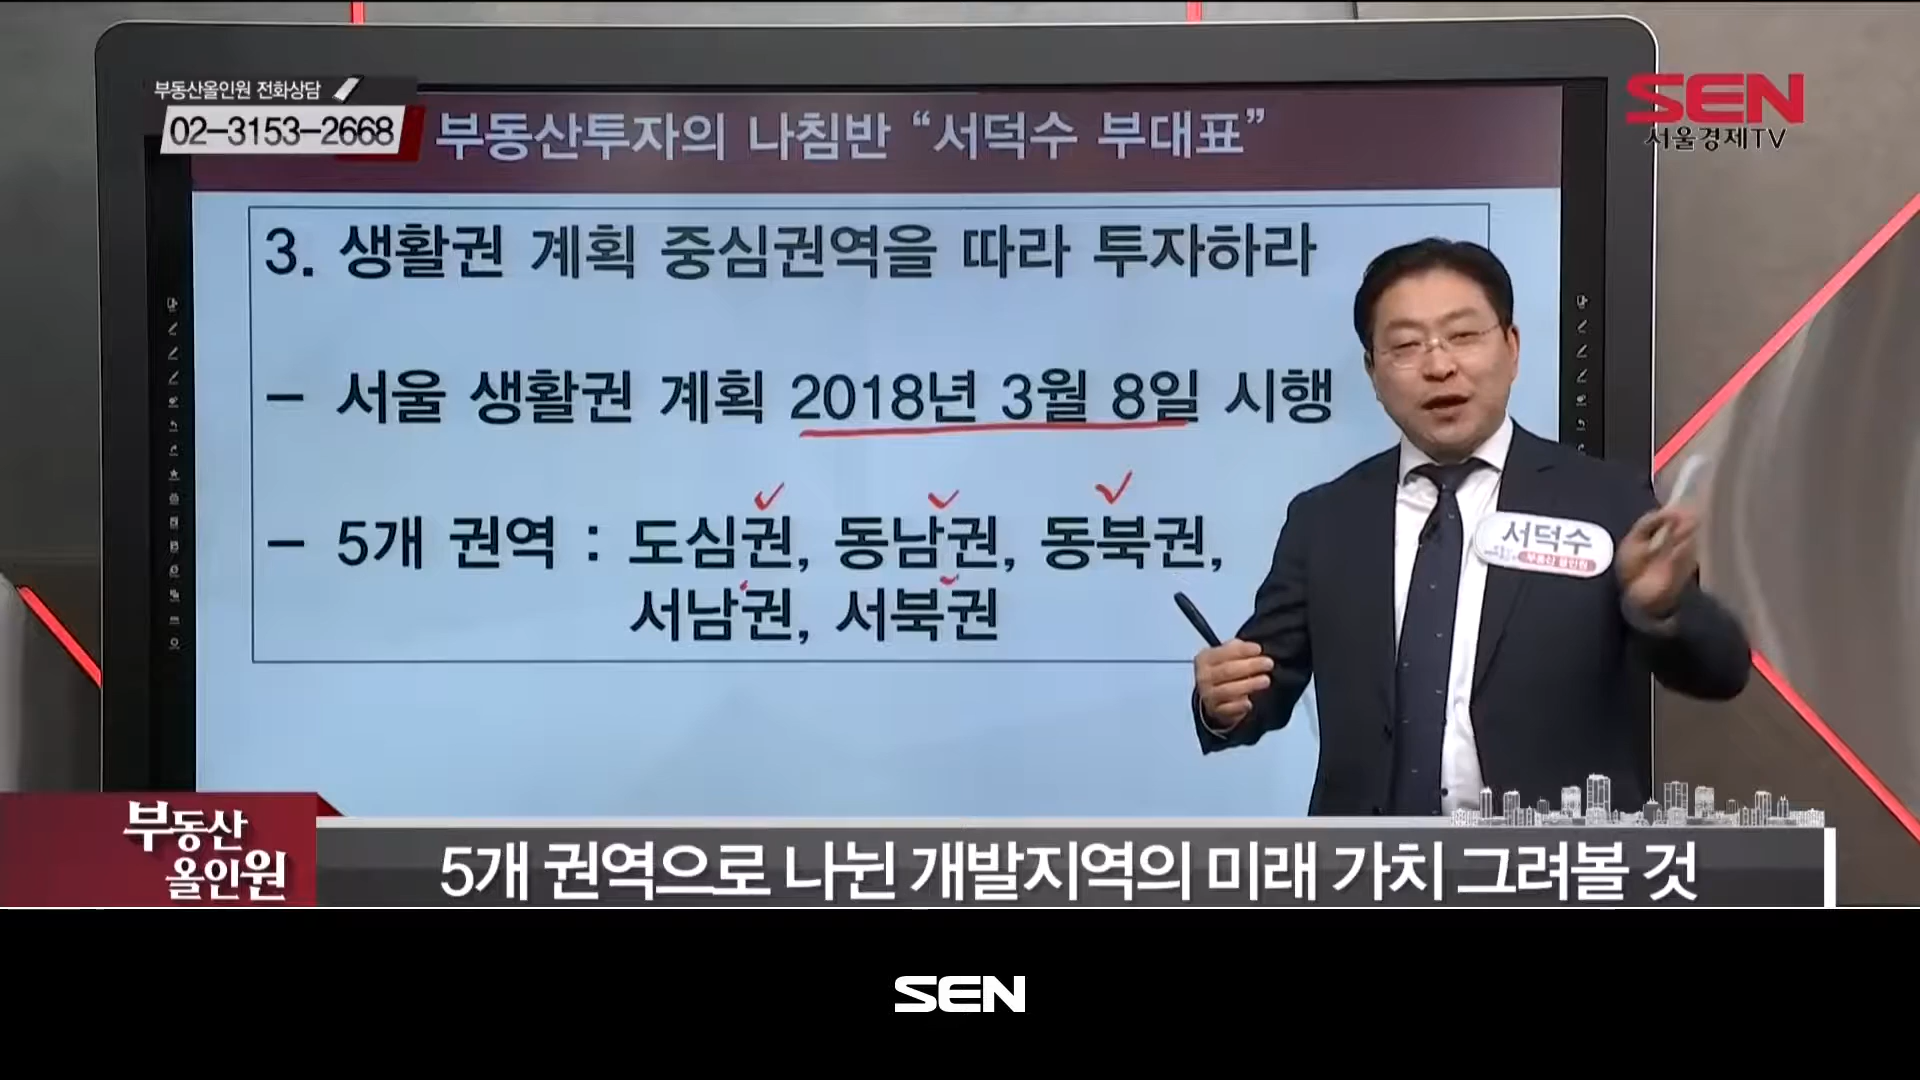 부동산올인원 전화상담
02-3153-2668
SEN
서울경제TV
부동산투자의 나침반 “서덕수 부대표”
3. 생활권 계획 중심권역을 따라 투자하라
- 서울 생활권 계획 2018년 3월 8일 시행
- 5개 권역 : 도심권, 동남권, 동북권,
서남권, 서북권
서덕수
부동산 올인원
부동산
올인원
5개 권역으로 나뉜 개발지역의 미래 가치 그려볼 것
SEN